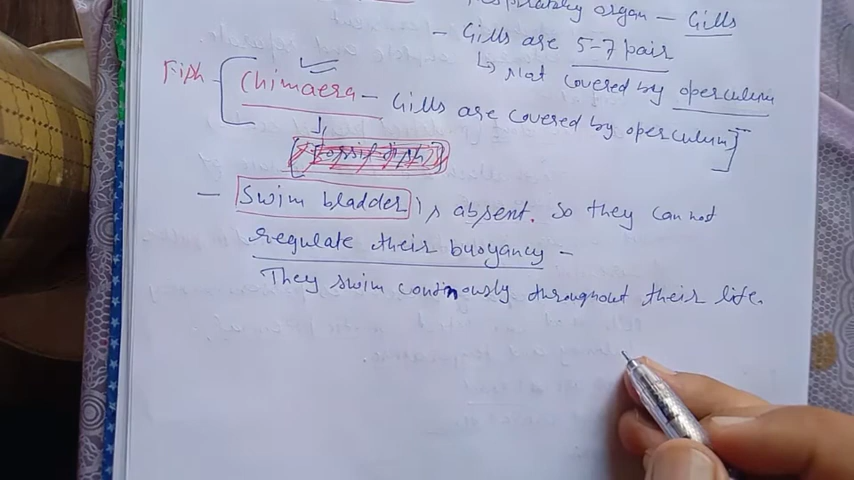 Respiratory organ — Gills
— Gills are 5-7 pair
↳ Not covered by operculum
Fish - [ Chimaera — Gills are covered by operculum ]
— Swim bladder is absent. So they can not
regulate their buoyancy —
They swim continously throughout their life.